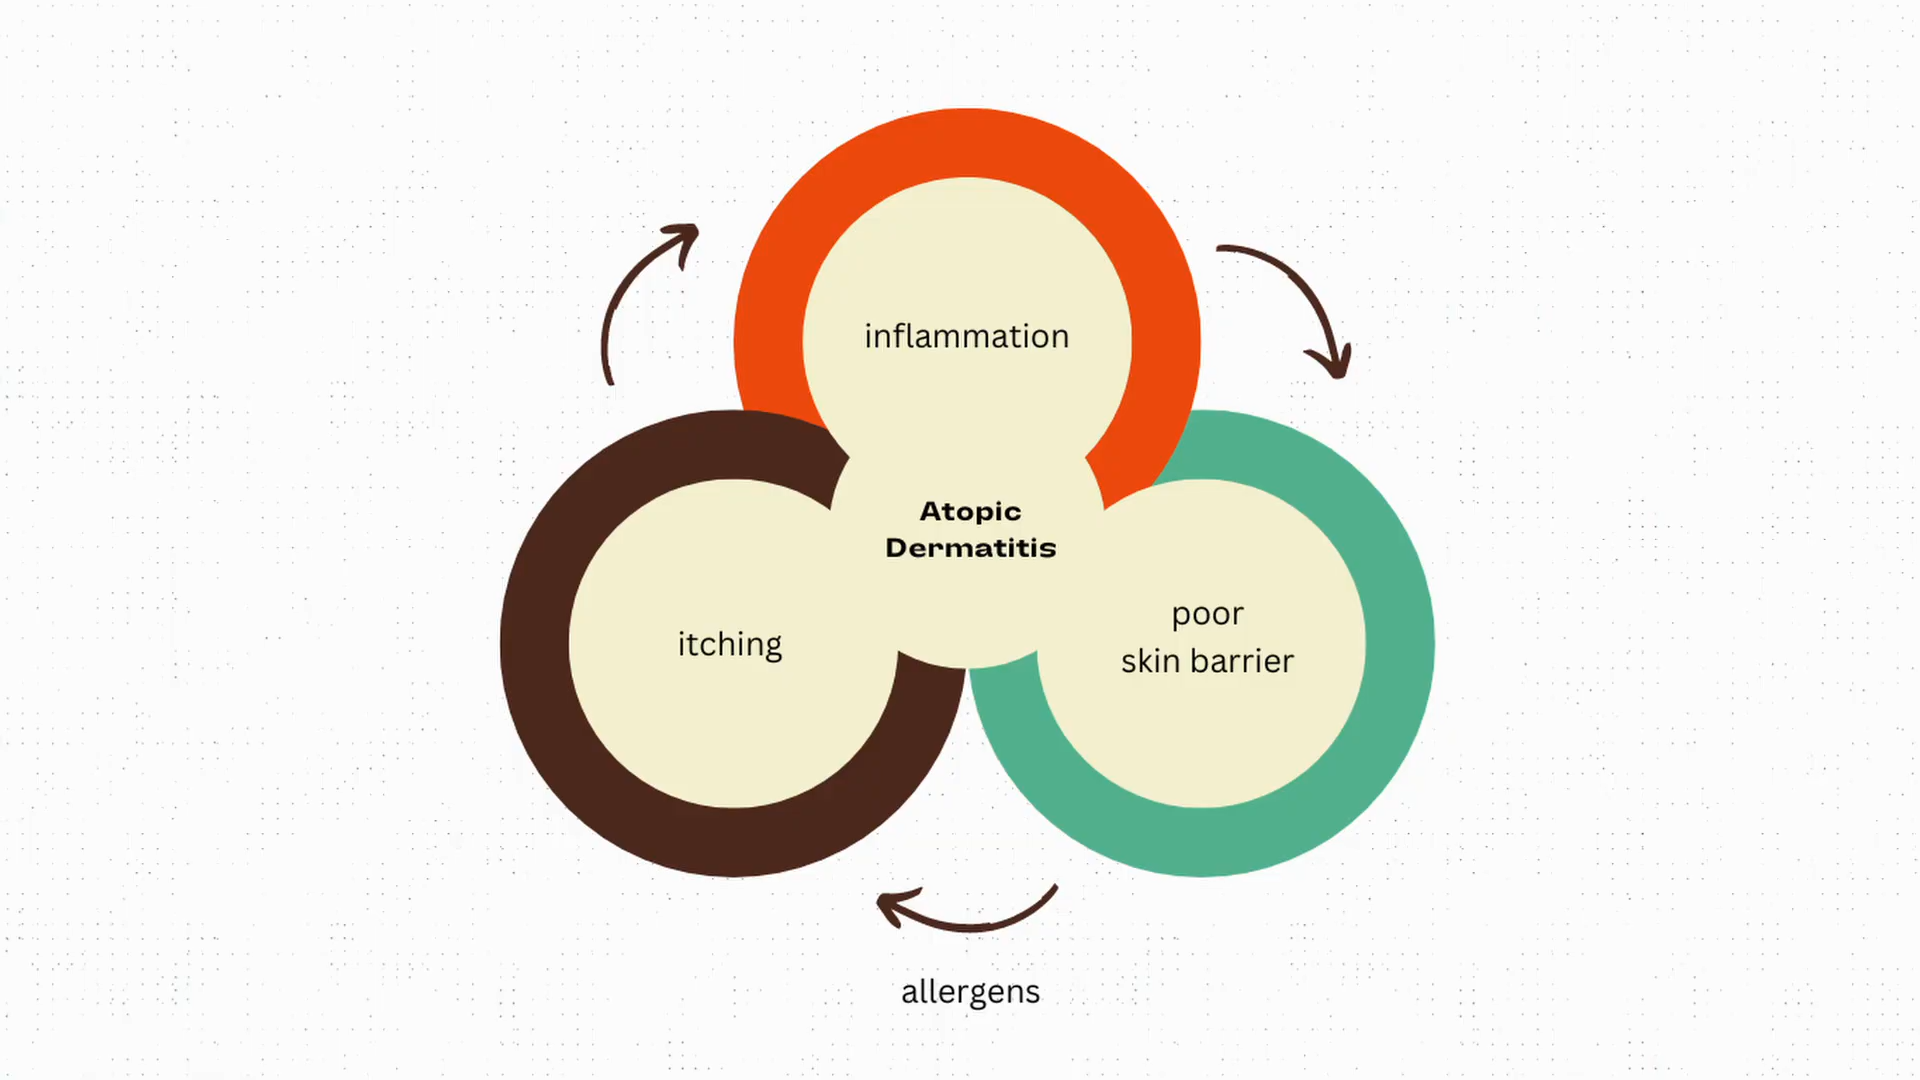 inflammation
Atopic
Dermatitis
itching
poor
skin barrier
allergens